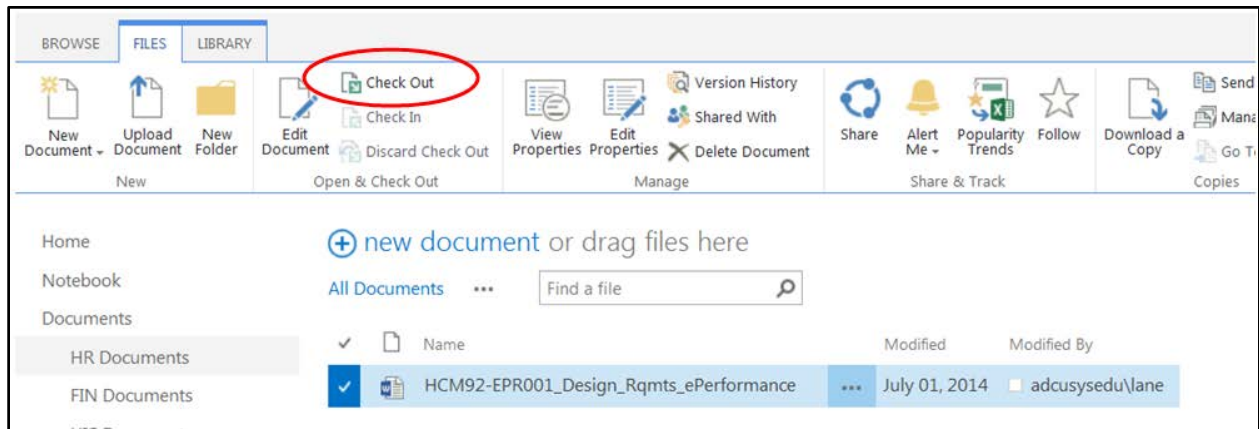 BROWSE FILES LIBRARY
New Document
Upload Document
New Folder
New
Edit Document
Check Out
Check In
Discard Check Out
Open & Check Out
View Properties
Edit Properties
Version History
Shared With
Delete Document
Manage
Share
Alert Me
Popularity Trends
Follow
Share & Track
Download a Copy
Send
Go
Copies
Home
Notebook
Documents
HR Documents
FIN Documents
new document or drag files here
All Documents ...
Find a file
Name Modified Modified By
HCM92-EPR001_Design_Rqmts_ePerformance ... July 01, 2014 adcusysedu\lane